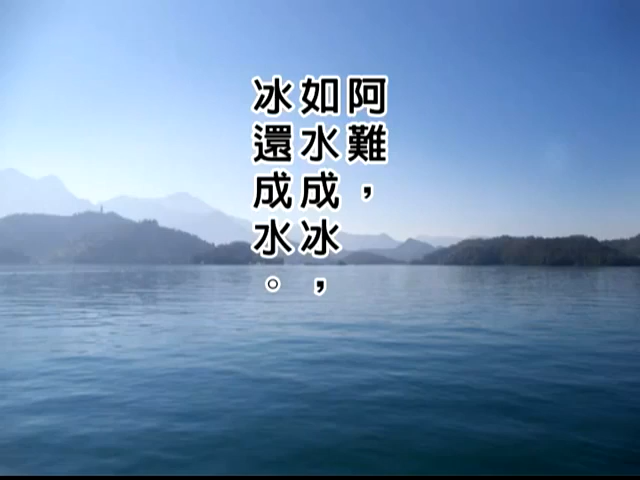 阿難，
如水成冰，
冰還成水。